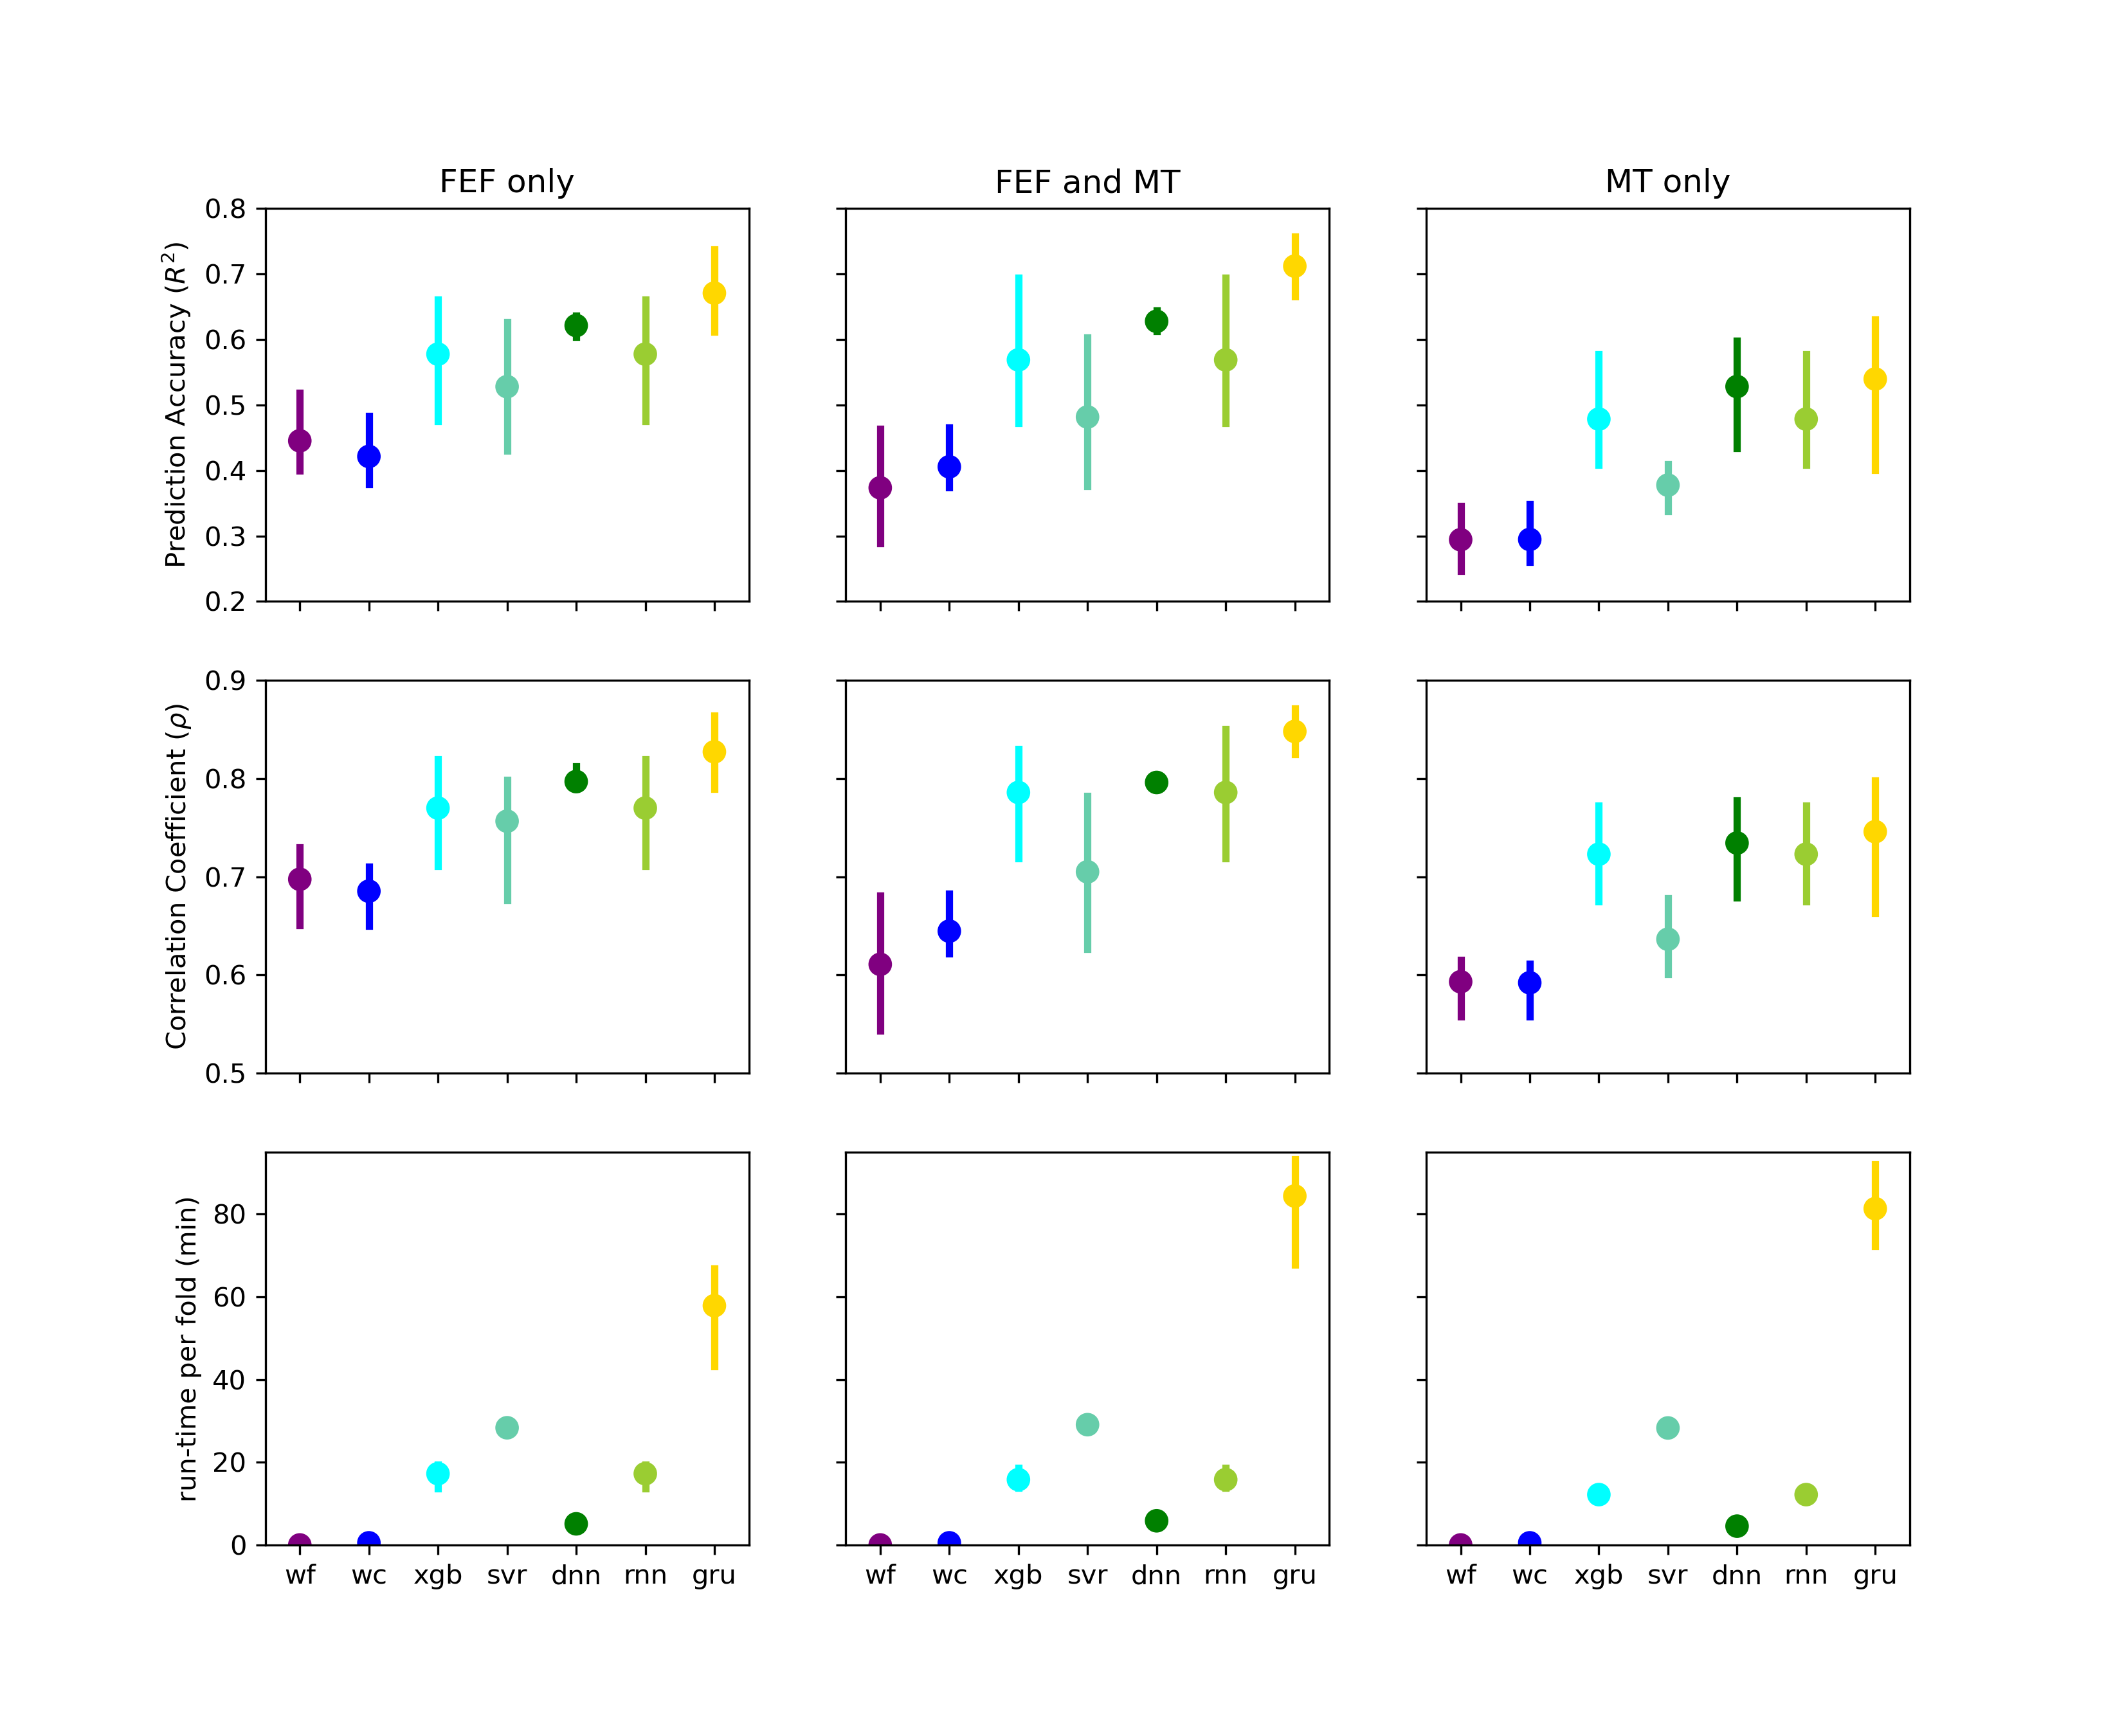 FEF only
FEF and MT
MT only
Prediction Accuracy (R²)
0.8
0.7
0.6
0.5
0.4
0.3
0.2
Correlation Coefficient (ρ)
0.9
0.8
0.7
0.6
0.5
run-time per fold (min)
80
60
40
20
0
wf wc xgb svr dnn rnn gru
wf wc xgb svr dnn rnn gru
wf wc xgb svr dnn rnn gru